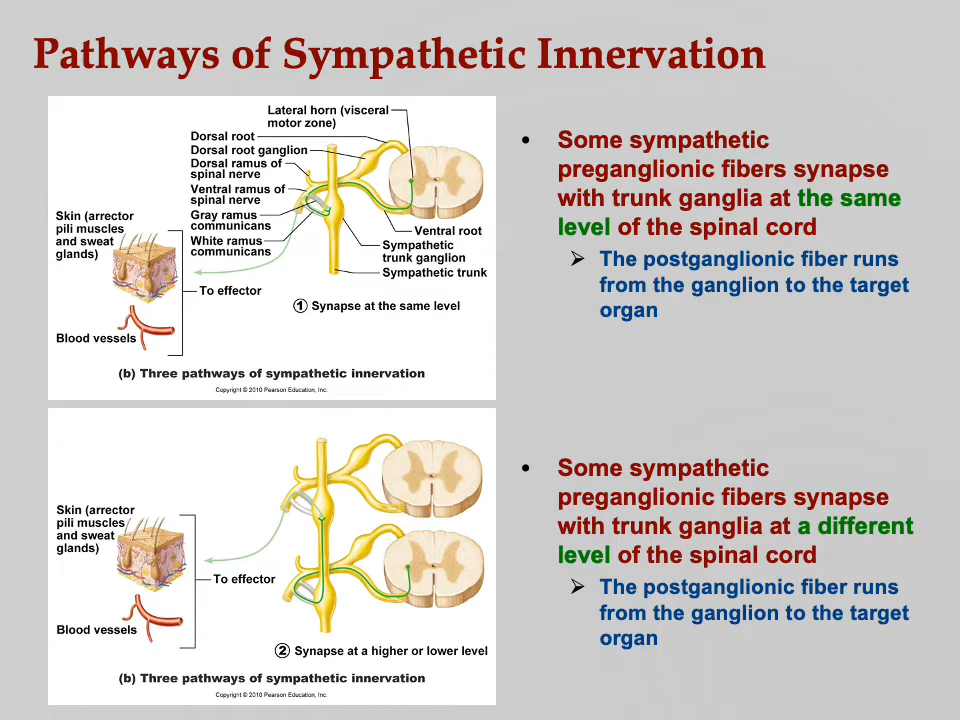 Pathways of Sympathetic Innervation
Lateral horn (visceral
motor zone)
Dorsal root
Dorsal root ganglion
Dorsal ramus of
spinal nerve
Ventral ramus of
spinal nerve
Gray ramus
communicans
White ramus
communicans
Skin (arrector
pili muscles
and sweat
glands)
Ventral root
Sympathetic
trunk ganglion
Sympathetic trunk
To effector
1 Synapse at the same level
Blood vessels
(b) Three pathways of sympathetic innervation
Copyright © 2010 Pearson Education, Inc.
• Some sympathetic
preganglionic fibers synapse
with trunk ganglia at the same
level of the spinal cord
➢ The postganglionic fiber runs
from the ganglion to the target
organ
Skin (arrector
pili muscles
and sweat
glands)
To effector
Blood vessels
2 Synapse at a higher or lower level
(b) Three pathways of sympathetic innervation
Copyright © 2010 Pearson Education, Inc.
• Some sympathetic
preganglionic fibers synapse
with trunk ganglia at a different
level of the spinal cord
➢ The postganglionic fiber runs
from the ganglion to the target
organ